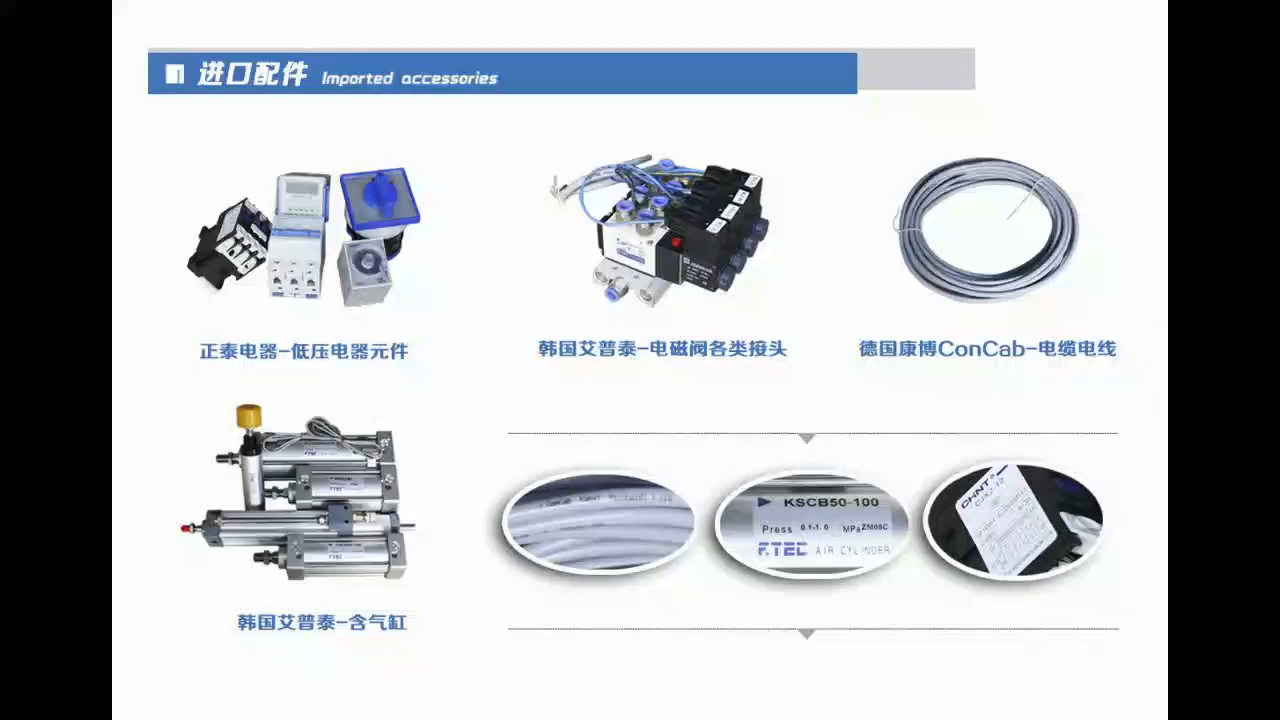 进口配件 Imported accessories
正泰电器-低压电器元件
韩国艾普泰-电磁阀各类接头
德国康博ConCab-电缆电线
韩国艾普泰-含气缸
KSCB50-100
Press 0.1-1.0 MPa ZM08C
F.TEC AIR CYLINDER
CHNT